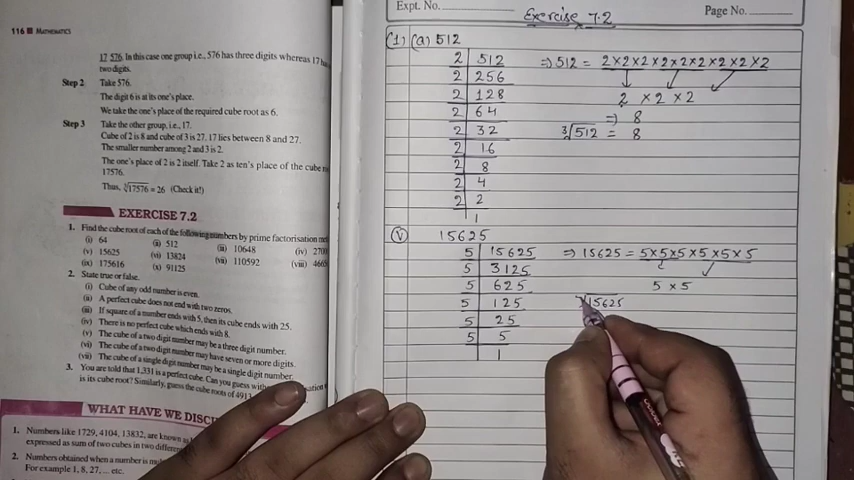 116 MATHEMATICS
17 576. In this case one group i.e., 576 has three digits whereas 17 has
two digits.
Step 2 Take 576.
The digit 6 is at its one's place.
We take the one's place of the required cube root as 6.
Step 3 Take the other group, i.e., 17.
Cube of 2 is 8 and cube of 3 is 27. 17 lies between 8 and 27.
The smaller number among 2 and 3 is 2.
The one's place of 2 is 2 itself. Take 2 as ten's place of the cube
17576.
Thus, ∛17576 = 26 (Check it!)
EXERCISE 7.2
1. Find the cube root of each of the following numbers by prime factorisation
(i) 64 (ii) 512 (iii) 10648 (iv)
(v) 15625 (vi) 13824 (vii) 110592 (viii)
(ix) 175616 (x) 91125
2. State true or false.
(i) Cube of any odd number is even.
(ii) A perfect cube does not end with two zeros.
(iii) If square of a number ends with 5, then its cube ends with 25.
(iv) There is no perfect cube which ends with 8.
(v) The cube of a two digit number may be a three digit number.
(vi) The cube of a two digit number may have seven or more digits.
(vii) The cube of a single digit number may be a single digit number.
3. You are told that 1,331 is a perfect cube. Can you guess
is its cube root? Similarly, guess the cube roots of 4913
WHAT HAVE WE
1. Numbers like 1729, 4104, 13832, are known
expressed as sum of two cubes in two
2. Numbers obtained when a number is
For example 1, 8, 27, ... etc.
Expt. No. Page No.
Exercise 7.2
(1) (a) 512
2 512 ⇒ 512 = 2×2×2×2×2×2×2×2×2
2 256
2 128 2 × 2 × 2
2 64 ⇒ 8
2 32 ∛512 = 8
2 16
2 8
2 4
2 2
1
(v) 15625
5 15625 ⇒ 15625 = 5×5×5×5×5×5
5 3125
5 625 5 × 5
5 125 15625
5 25
5 5
1